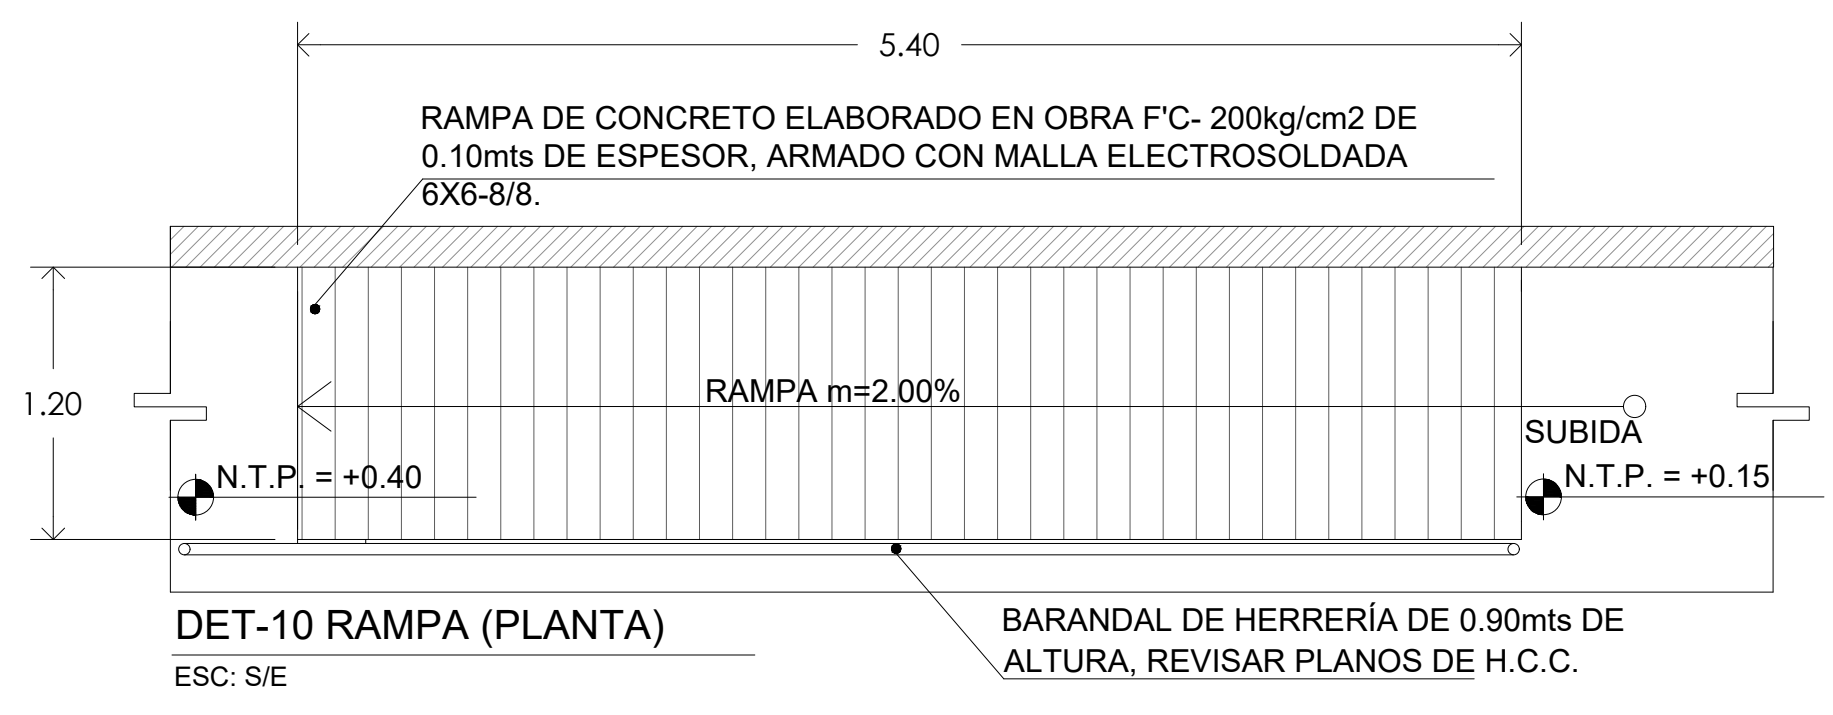 5.40
RAMPA DE CONCRETO ELABORADO EN OBRA F'C- 200kg/cm2 DE
0.10mts DE ESPESOR, ARMADO CON MALLA ELECTROSOLDADA
6X6-8/8.
RAMPA m=2.00%
1.20
SUBIDA
N.T.P. = +0.40
N.T.P. = +0.15
DET-10 RAMPA (PLANTA)
ESC: S/E
BARANDAL DE HERRERÍA DE 0.90mts DE
ALTURA, REVISAR PLANOS DE H.C.C.